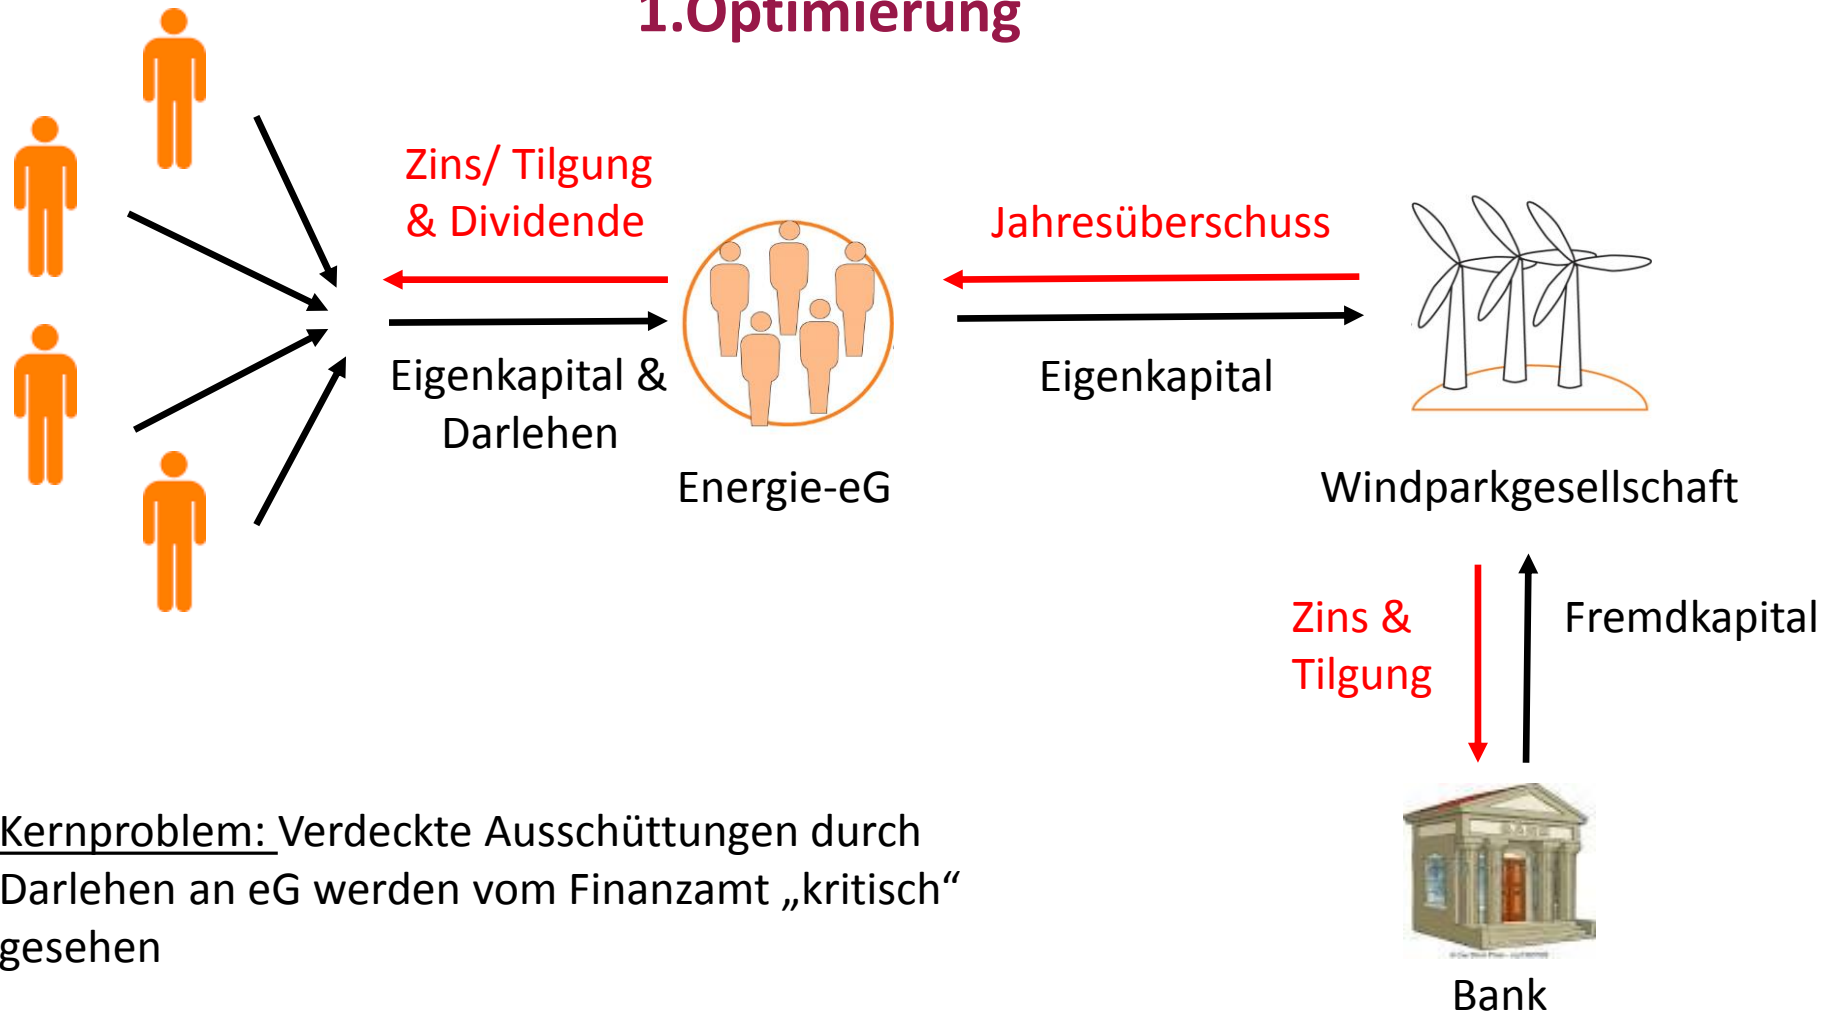 1.Optimierung
Zins/ Tilgung
& Dividende
Jahresüberschuss
Eigenkapital &
Darlehen
Eigenkapital
Energie-eG
Windparkgesellschaft
Zins &
Tilgung
Fremdkapital
Kernproblem: Verdeckte Ausschüttungen durch
Darlehen an eG werden vom Finanzamt „kritisch“
gesehen
BANK
Bank